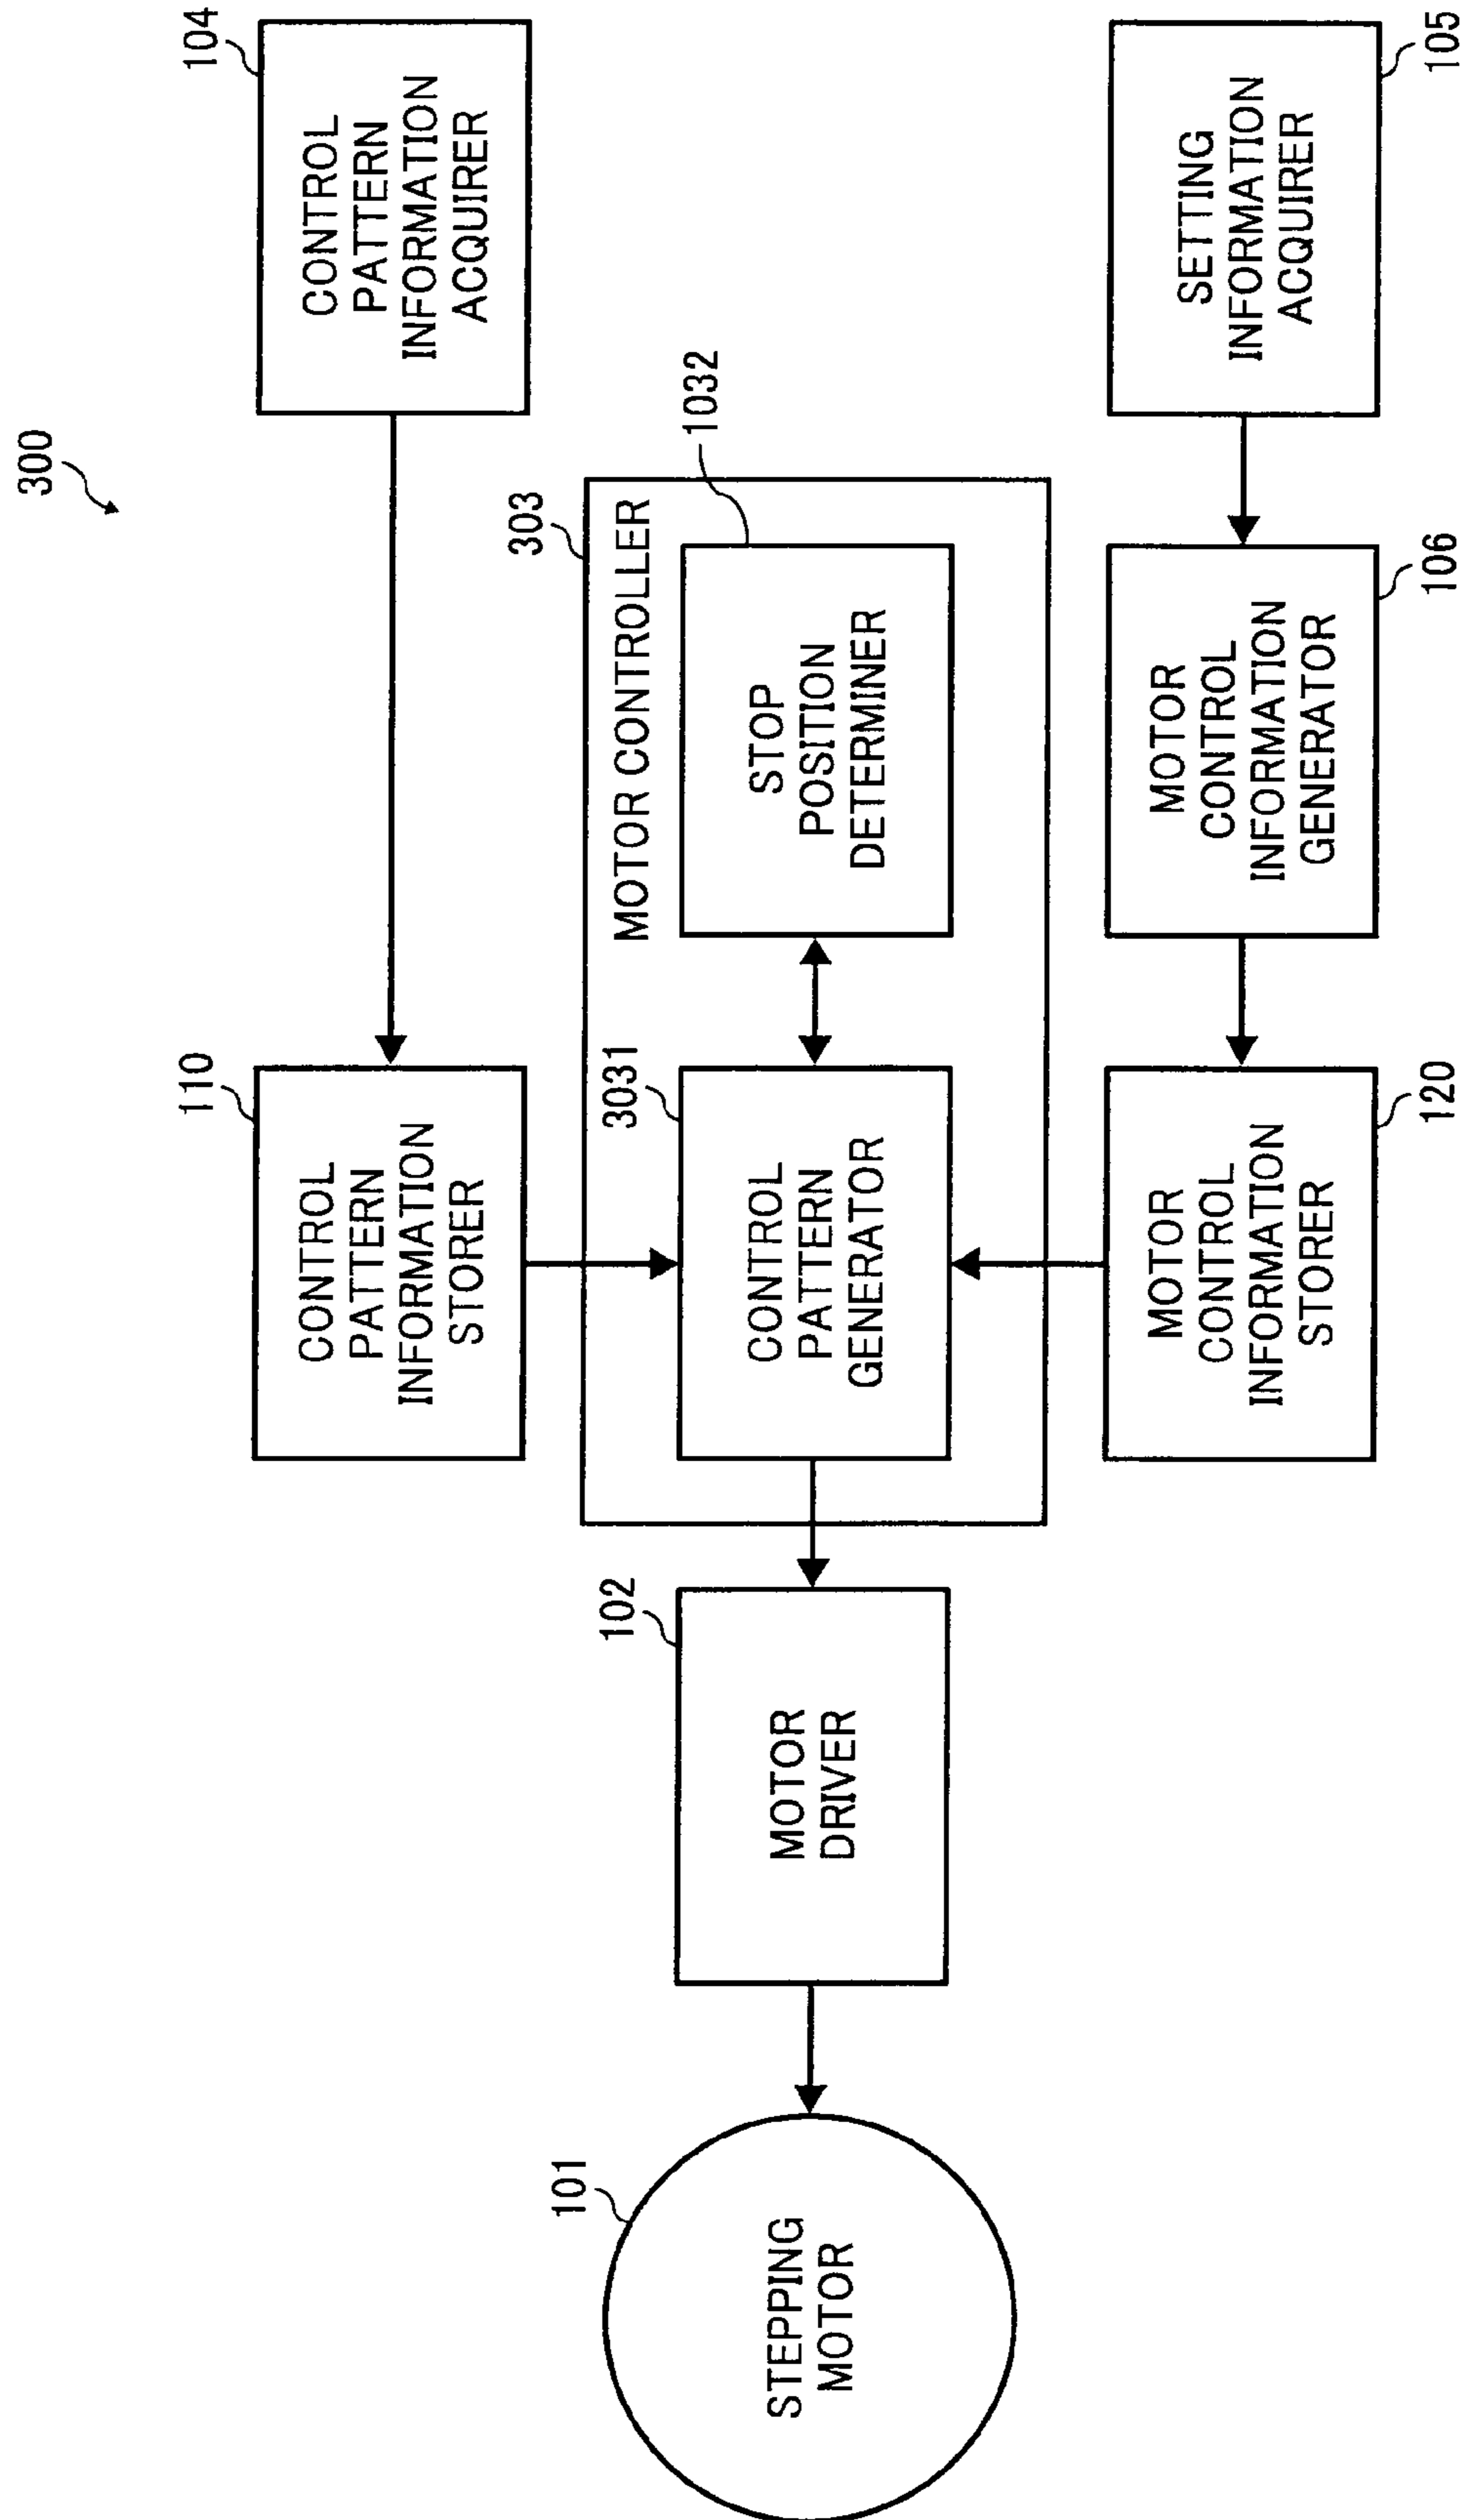 300
104
CONTROL
PATTERN
INFORMATION
ACQUIRER
110
CONTROL
PATTERN
INFORMATION
STORER
303
MOTOR CONTROLLER
1032
STOP
POSITION
DETERMINER
3031
CONTROL
PATTERN
GENERATOR
102
MOTOR
DRIVER
101
STEPPING
MOTOR
SETING
INFORMATION
ACQUIRER
105
MOTOR
CONTROL
INFORMATION
GENERATOR
106
MOTOR
CONTROL
INFORMATION
STORER
120